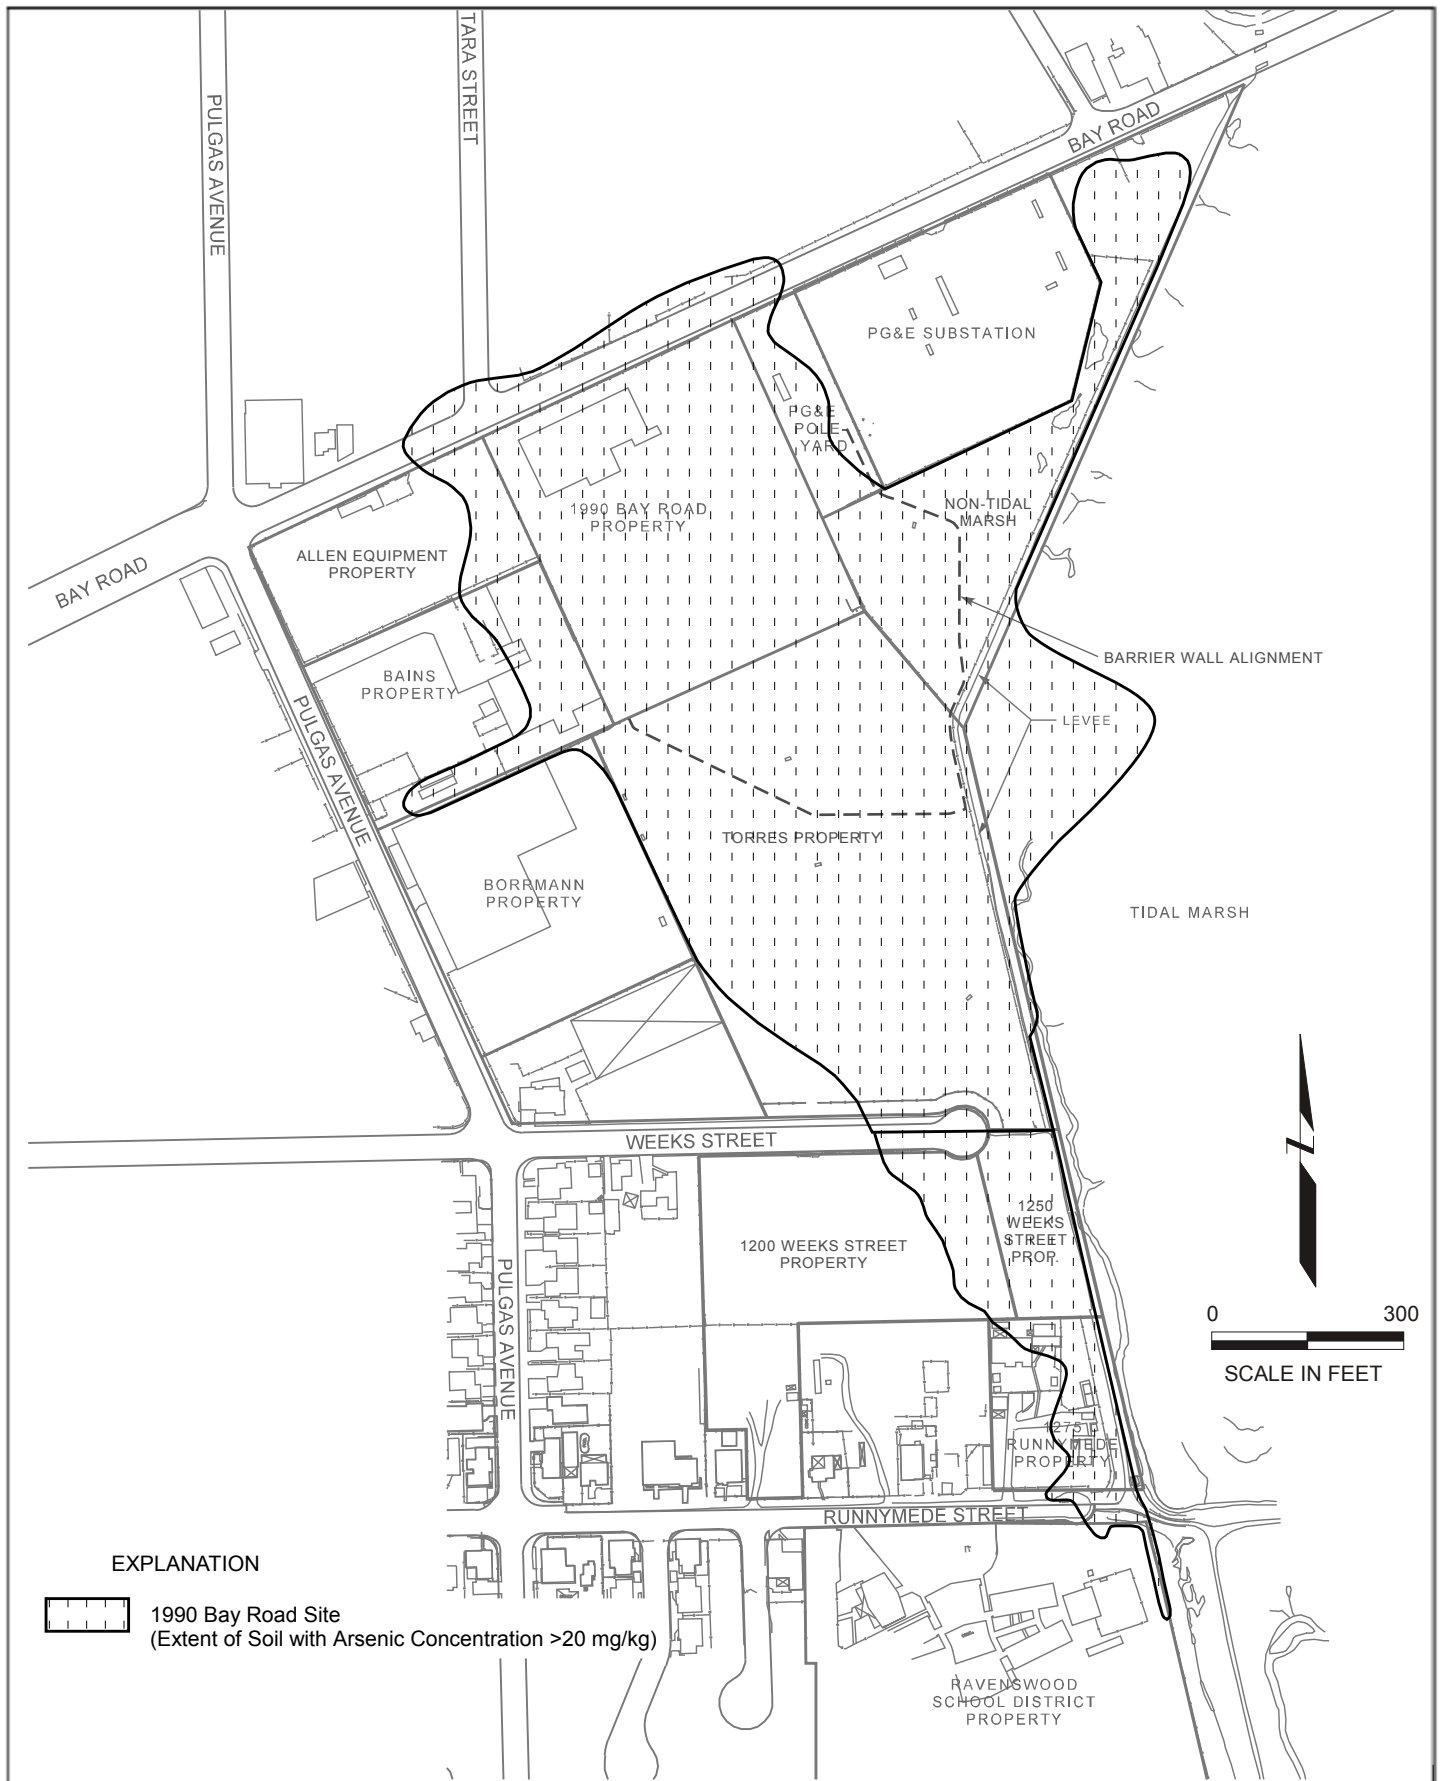 TARA STREET
PULGAS AVENUE
BAY ROAD
PG&E SUBSTATION
PG&E
POLE
YARD
1990 BAY ROAD
PROPERTY
NON-TIDAL
MARSH
ALLEN EQUIPMENT
PROPERTY
BAY ROAD
BARRIER WALL ALIGNMENT
BAINS
PROPERTY
PULGAS AVENUE
LEVEE
TORRES PROPERTY
BORRMANN
PROPERTY
TIDAL MARSH
WEEKS STREET
1250
WEEKS
STREET
PROP.
1200 WEEKS STREET
PROPERTY
PULGAS AVENUE
Z
0 300
SCALE IN FEET
1275
RUNNYMEDE
PROPERTY
RUNNYMEDE STREET
EXPLANATION
1990 Bay Road Site
(Extent of Soil with Arsenic Concentration >20 mg/kg)
RAVENSWOOD
SCHOOL DISTRICT
PROPERTY